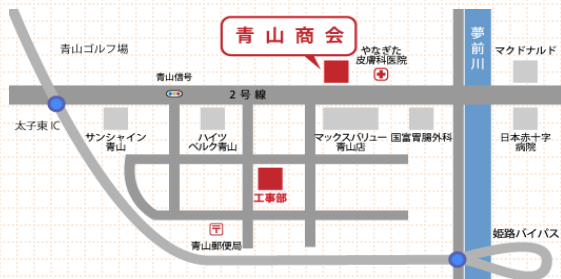 青山商会
青山ゴルフ場
やなぎた
皮膚科医院
夢前川
マクドナルド
青山信号
2号線
太子東IC
サンシャイン
青山
ハイツ
ベルク青山
マックスバリュー
青山店
国富胃腸外科
日本赤十字
病院
工事部
青山郵便局
姫路バイパス